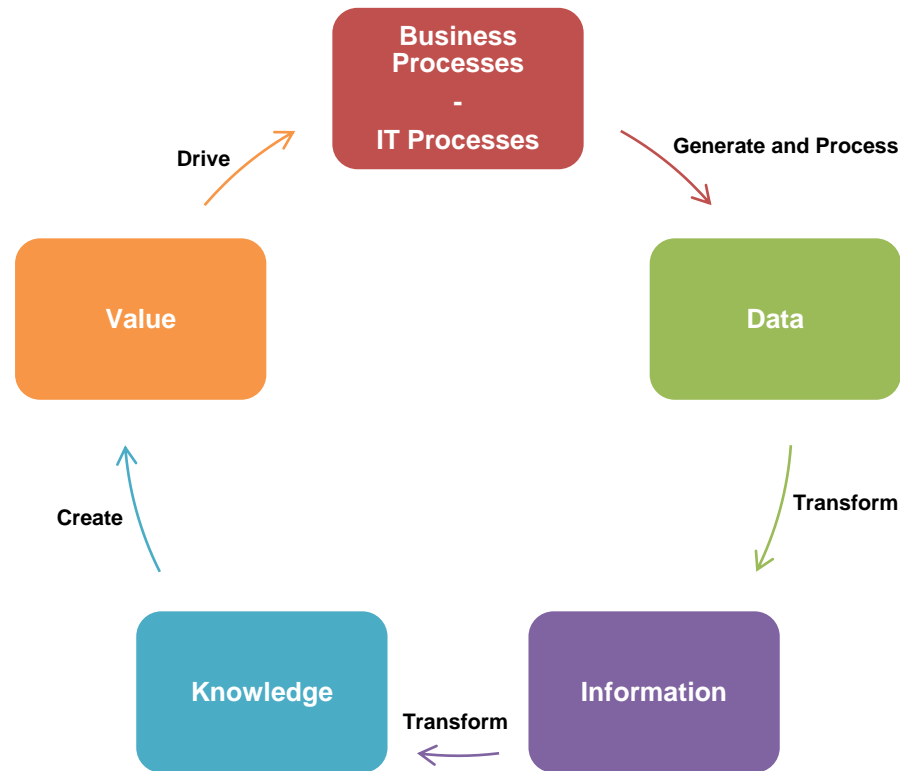 Business
Processes
-
IT Processes
Drive
Generate and Process
Value
Data
Create
Transform
Knowledge
Information
Transform